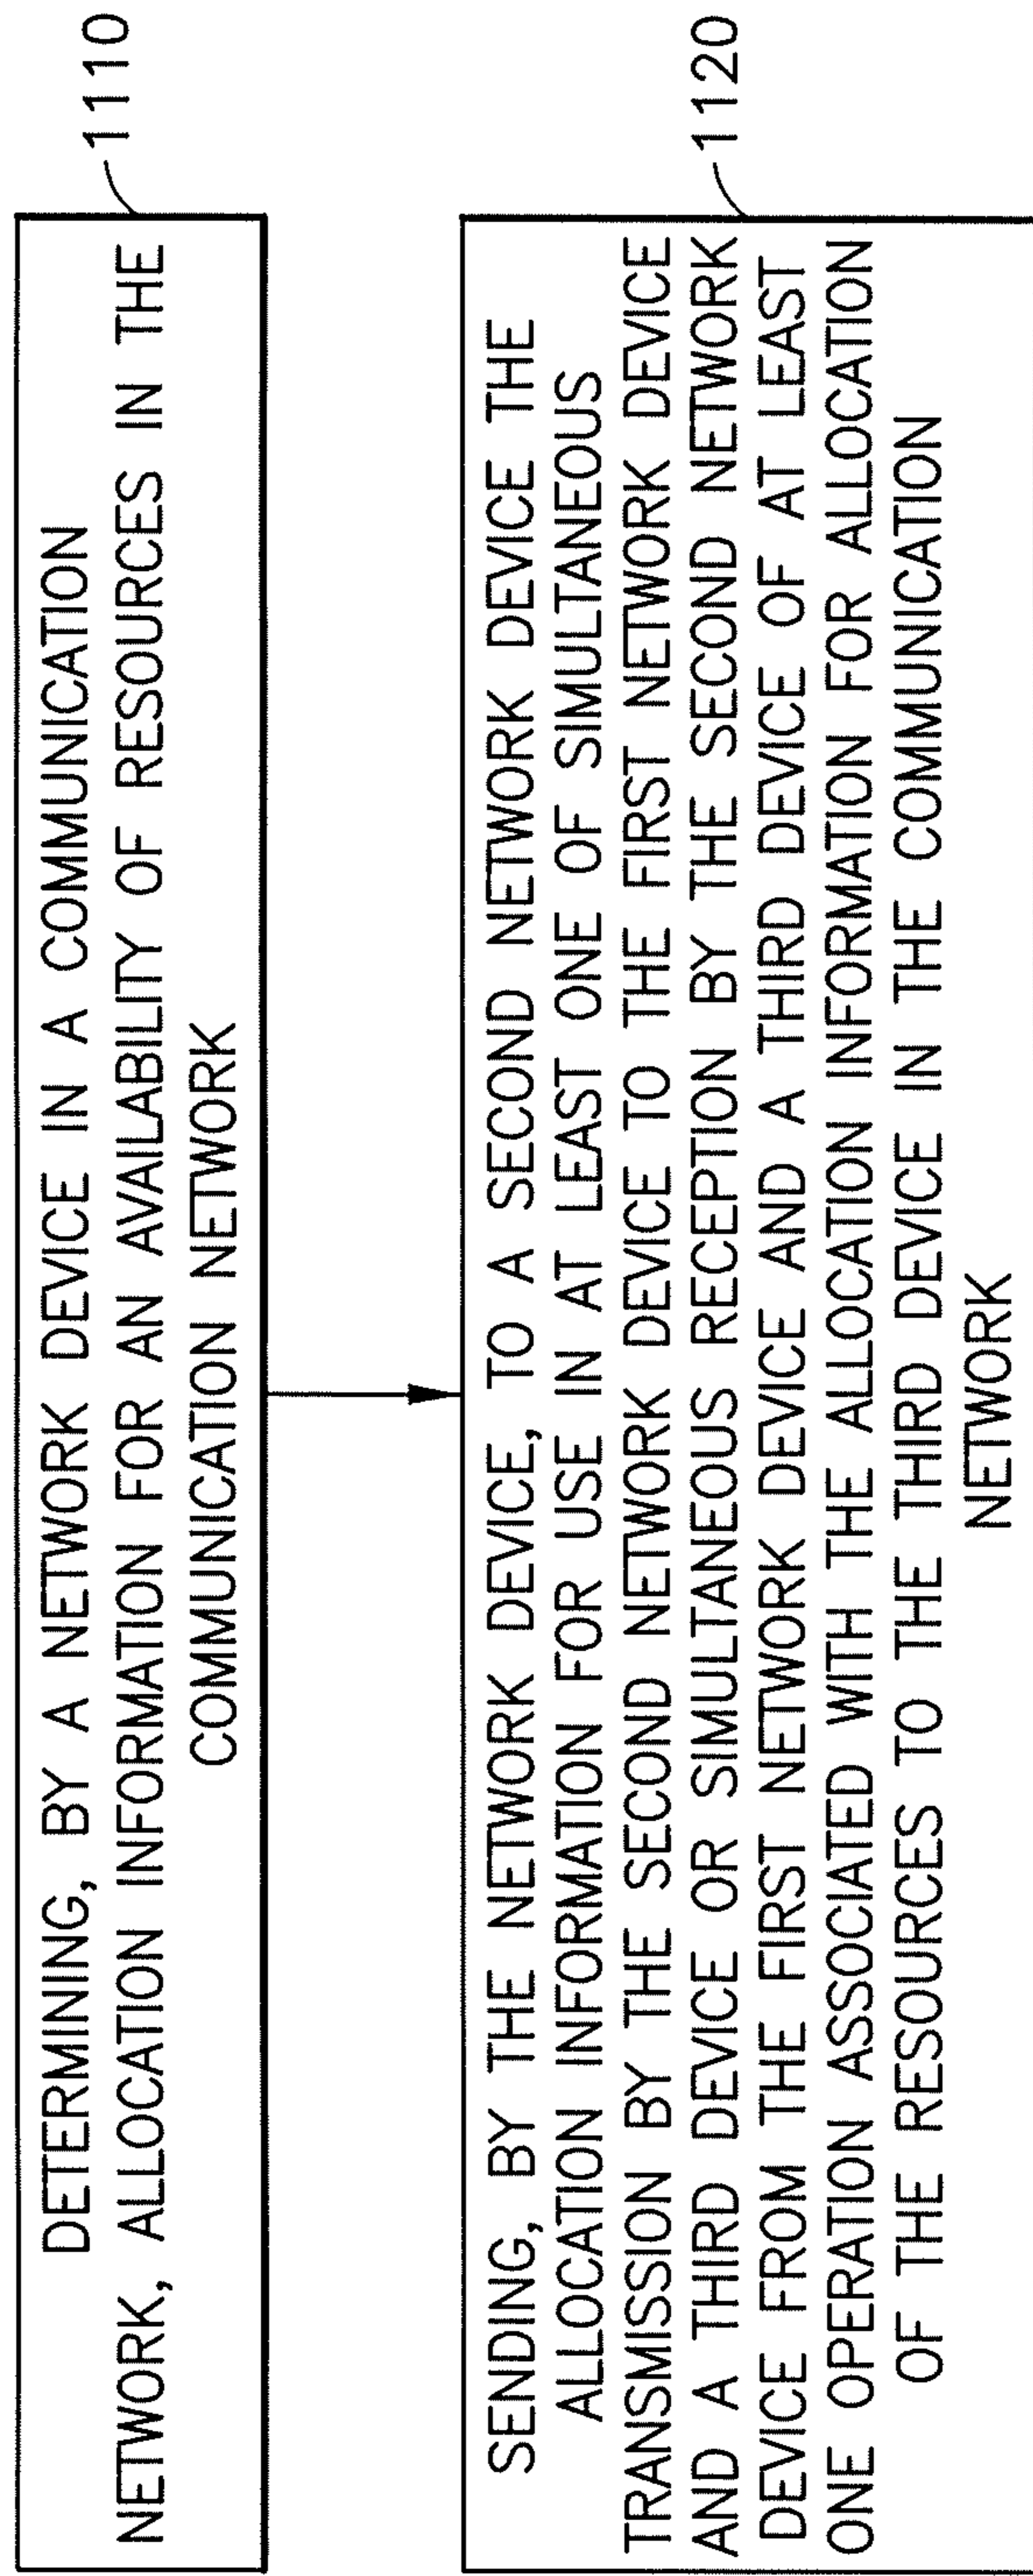 DETERMINING, BY A NETWORK DEVICE IN A COMMUNICATION
NETWORK, ALLOCATION INFORMATION FOR AN AVAILABILITY OF RESOURCES IN THE
COMMUNICATION NETWORK
1110
SENDING, BY THE NETWORK DEVICE, TO A SECOND NETWORK DEVICE THE
ALLOCATION INFORMATION FOR USE IN AT LEAST ONE OF SIMULTANEOUS
TRANSMISSION BY THE SECOND NETWORK DEVICE TO THE FIRST NETWORK DEVICE
AND A THIRD DEVICE OR SIMULTANEOUS RECEPTION BY THE SECOND NETWORK
DEVICE FROM THE FIRST NETWORK DEVICE AND A THIRD DEVICE OF AT LEAST
ONE OPERATION ASSOCIATED WITH THE ALLOCATION INFORMATION FOR ALLOCATION
OF THE RESOURCES TO THE THIRD DEVICE IN THE COMMUNICATION
NETWORK
1120